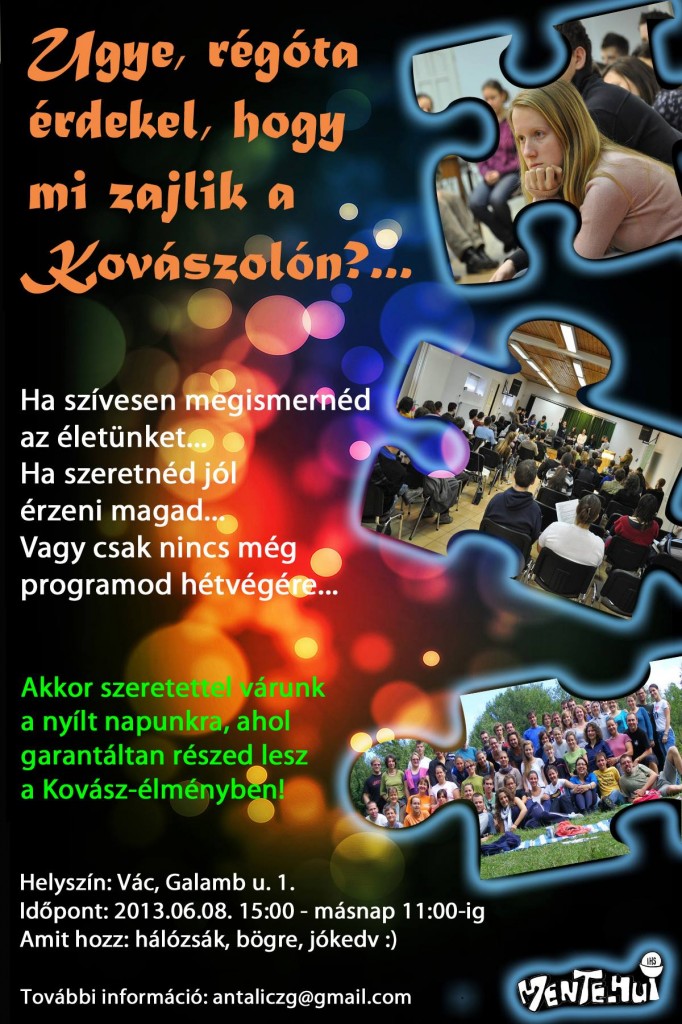 Ugye, régóta
érdekel, hogy
mi zajlik a
Kovászolón?...
Ha szívesen megismernéd
az életünket...
Ha szeretnéd jól
érzeni magad...
Vagy csak nincs még
programod hétvégére...
Akkor szeretettel várunk
a nyílt napunkra, ahol
garantáltan részed lesz
a Kovász-élményben!
Helyszín: Vác, Galamb u. 1.
Időpont: 2013.06.08. 15:00 - másnap 11:00-ig
Amit hozz: hálózsák, bögre, jókedv :)
További információ: antaliczg@gmail.com
IHS
MENTE.HU